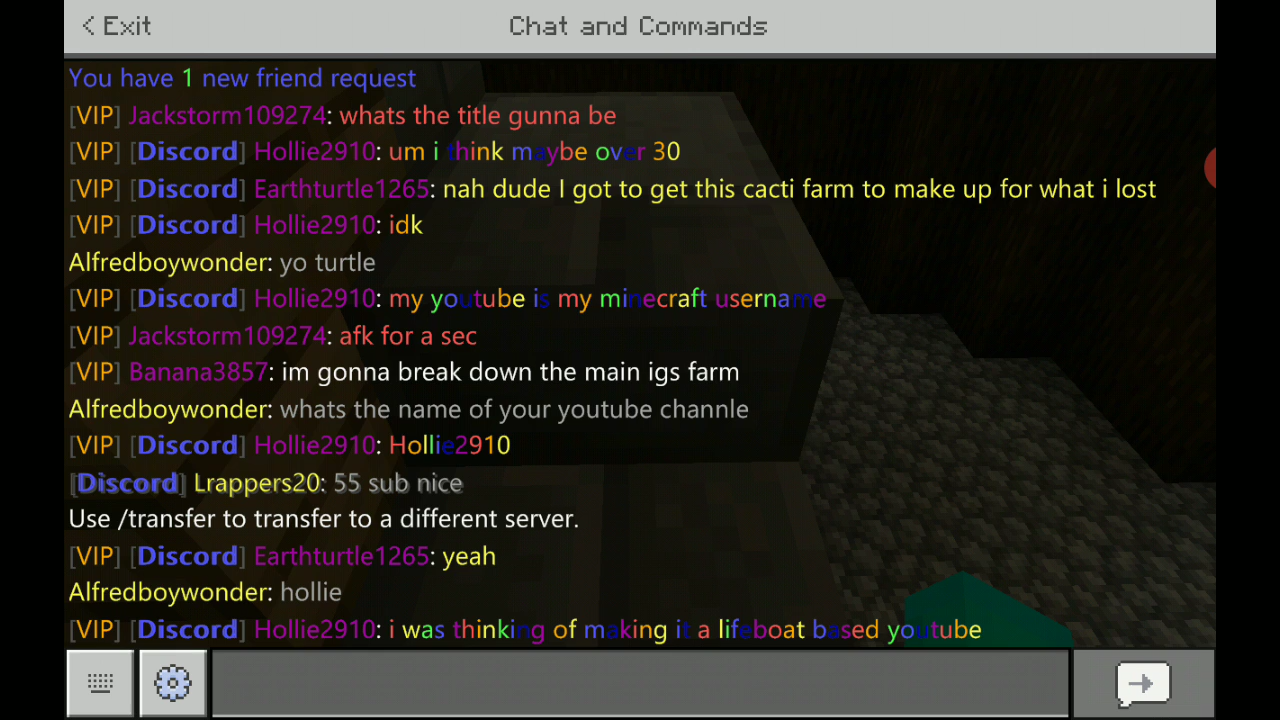 < Exit
Chat and Commands
You have 1 new friend request
[VIP] Jackstorm109274: whats the title gunna be
[VIP] [Discord] Hollie2910: um i think maybe over 30
[VIP] [Discord] Earthturtle1265: nah dude I got to get this cacti farm to make up for what i lost
[VIP] [Discord] Hollie2910: idk
Alfredboywonder: yo turtle
[VIP] [Discord] Hollie2910: my youtube is my minecraft username
[VIP] Jackstorm109274: afk for a sec
[VIP] Banana3857: im gonna break down the main igs farm
Alfredboywonder: whats the name of your youtube channle
[VIP] [Discord] Hollie2910: Hollie2910
[Discord] Lrappers20: 55 sub nice
Use /transfer to transfer to a different server.
[VIP] [Discord] Earthturtle1265: yeah
Alfredboywonder: hollie
[VIP] [Discord] Hollie2910: i was thinking of making it a lifeboat based youtube